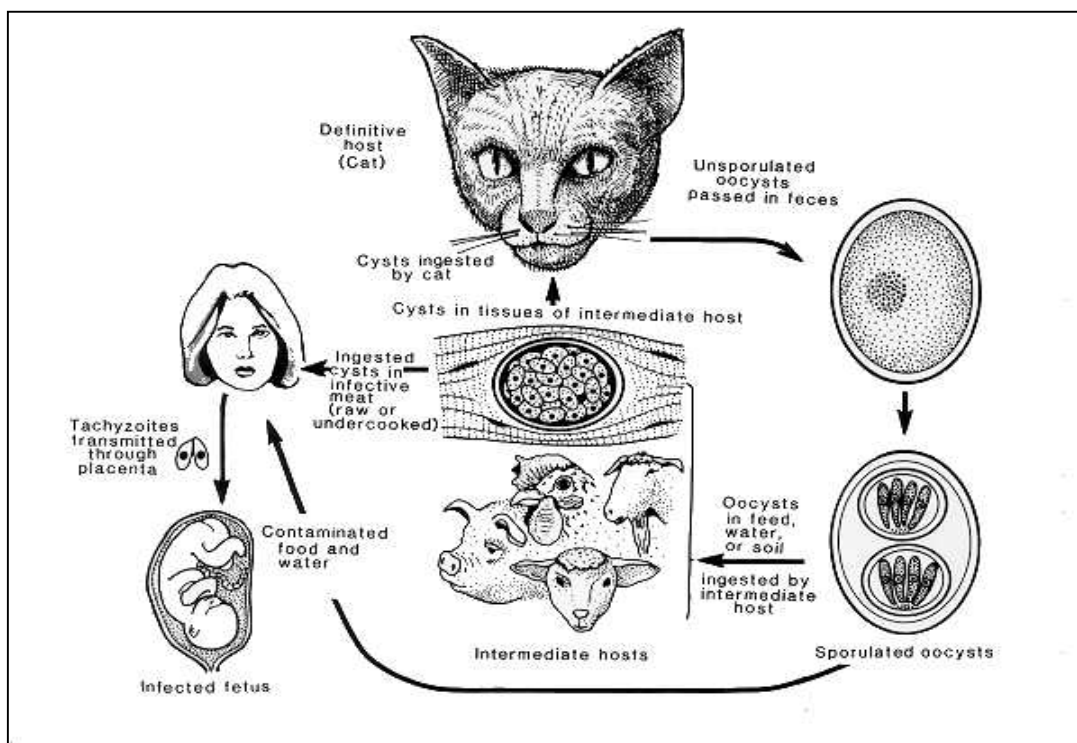 Definitive
host
(Cat)
Unsporulated
oocysts
passed in feces
Cysts ingested
by cat
Cysts in tissues of intermediate host
Ingested
cysts in
infective
meat
(raw or
undercooked)
Tachyzoites
transmitted
through
placenta
Contaminated
food and
water
Oocysts
in feed,
water,
or soil
ingested by
intermediate
host
Infected fetus
Intermediate hosts
Sporulated oocysts